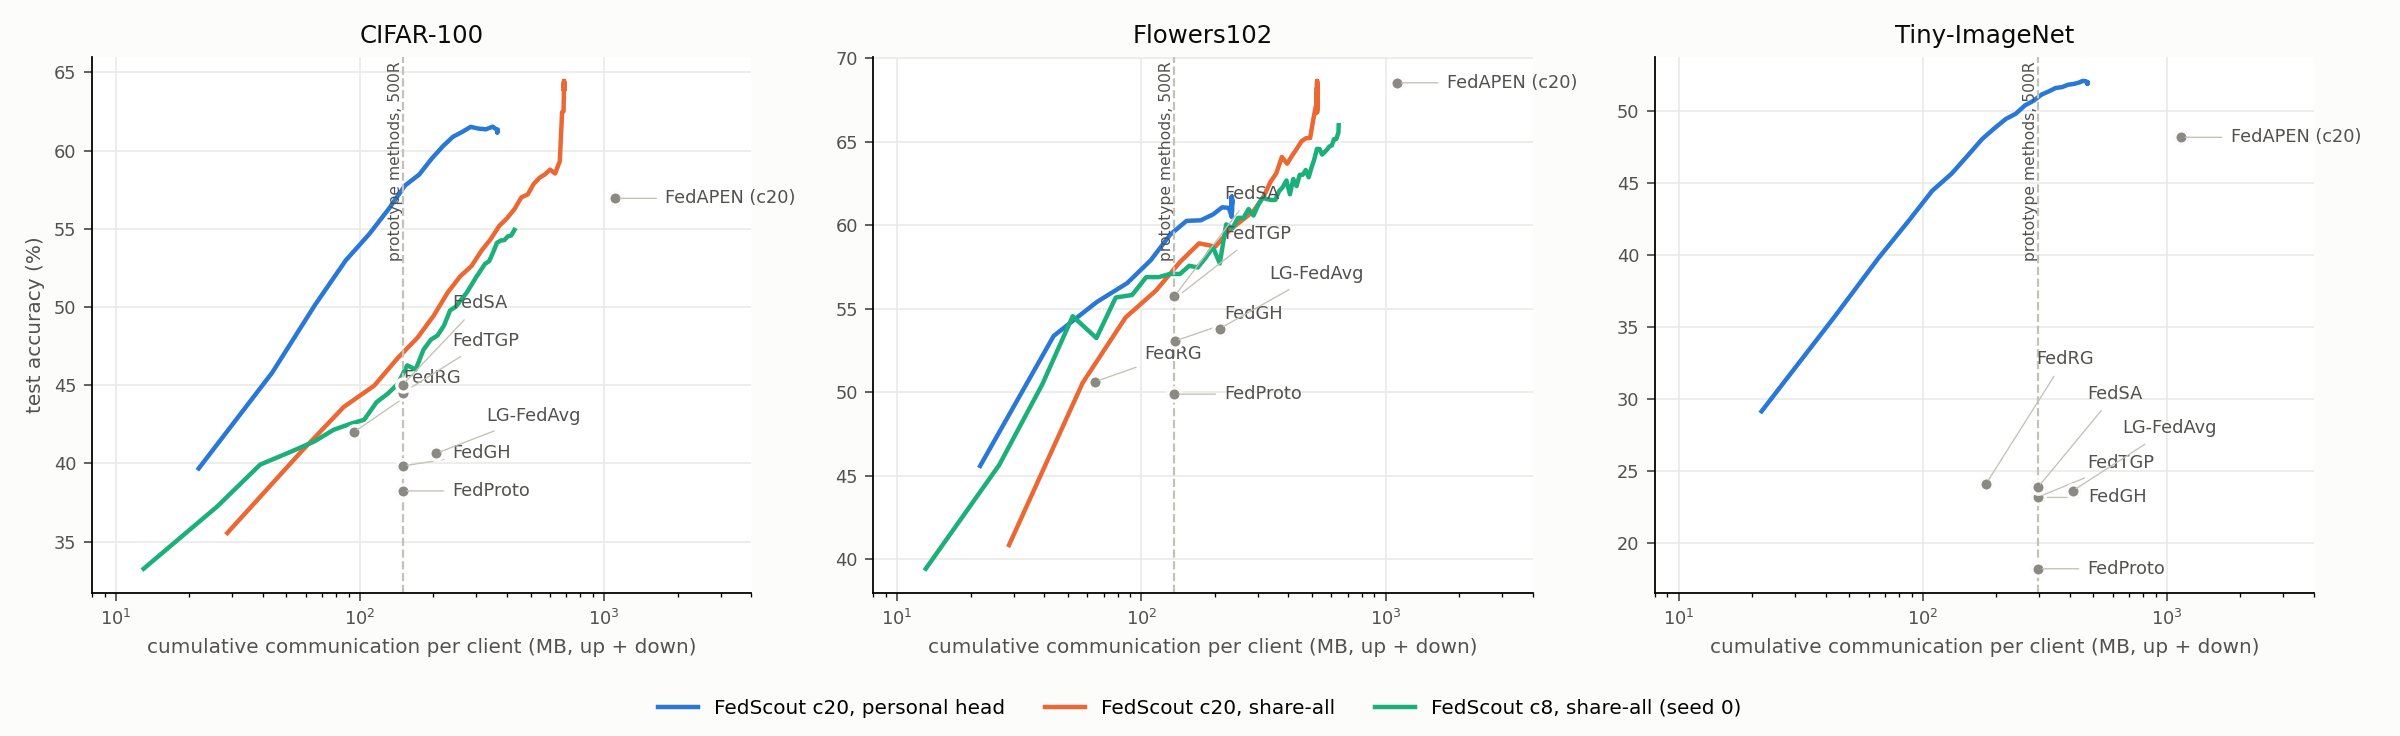 CIFAR-100
65
60
55
50
45
40
35
test accuracy (%)
prototype methods, 500R
FedAPEN (c20)
FedSA
FedTGP
FedRG
LG-FedAvg
FedGH
FedProto
10¹
10²
10³
cumulative communication per client (MB, up + down)
Flowers102
70
65
60
55
50
45
40
prototype methods, 500R
FedAPEN (c20)
FedSA
FedTGP
LG-FedAvg
FedGH
FedRG
FedProto
10¹
10²
10³
cumulative communication per client (MB, up + down)
Tiny-ImageNet
50
45
40
35
30
25
20
prototype methods, 500R
FedAPEN (c20)
FedRG
FedSA
LG-FedAvg
FedTGP
FedGH
FedProto
10¹
10²
10³
cumulative communication per client (MB, up + down)
FedScout c20, personal head
FedScout c20, share-all
FedScout c8, share-all (seed 0)